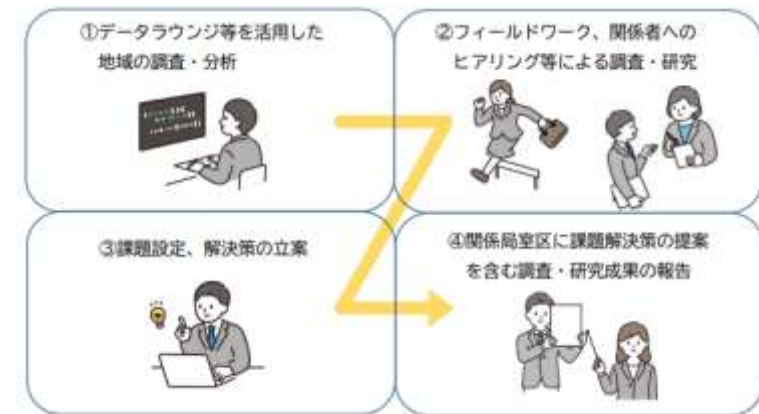 ①データラウンジ等を活用した
地域の調査・分析
②フィールドワーク、関係者への
ヒアリング等による調査・研究
③課題設定、解決策の立案
④関係局室区に課題解決策の提案
を含む調査・研究成果の報告